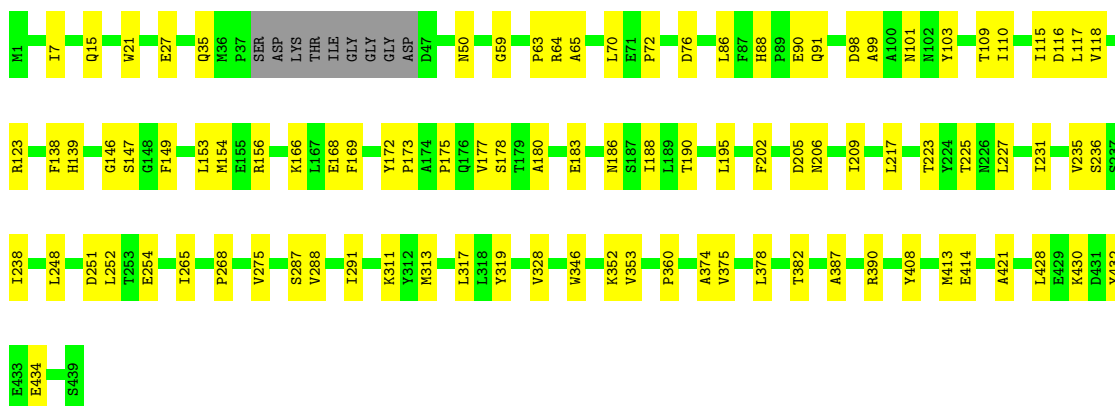 M1 I7 Q15 W21 E27 Q35 M36 P37 SER ASP LYS THR ILE GLY GLY GLY ASP D47 N50 G59 P63 R64 A65 L70 E71 P72 D76 L86 F87 H88 P89 E90 Q91 D98 A99 A100 N101 N102 Y103 T109 I110 I115 D116 L117 V118
R123 F138 H139 G146 S147 G148 F149 L153 M154 E155 R156 K166 L167 E168 F169 Y172 P173 A174 P175 Q176 V177 S178 T179 A180 E183 N186 S187 I188 L189 T190 L195 F202 D205 N206 I209 L217 T223 Y224 T225 N226 L227 I231 V235 S236 S237
I238 L248 D251 L252 T253 E254 I265 P268 V275 S287 V288 I291 K311 Y312 M313 L317 L318 Y319 V328 W346 K352 V353 P360 A374 V375 L378 T382 A387 R390 Y408 M413 E414 A421 L428 E429 K430 D431 Y432
E433 E434 S439